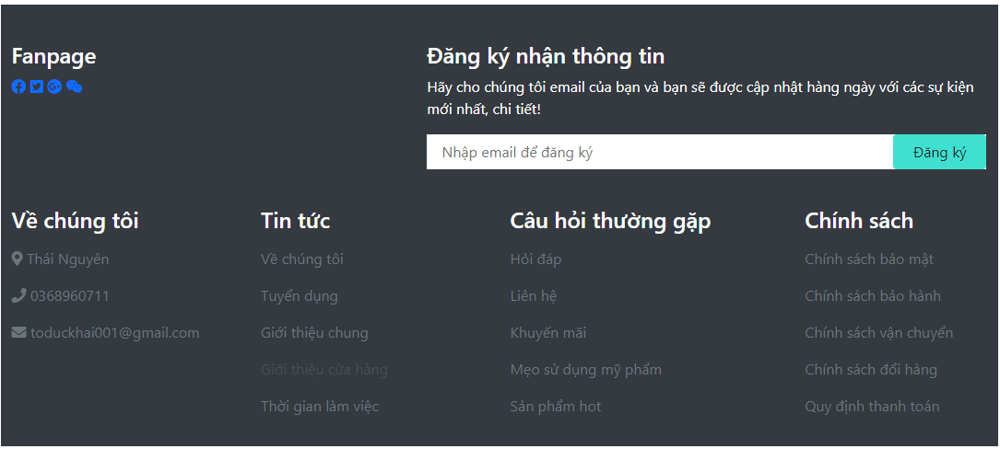 Fanpage
Đăng ký nhận thông tin
Hãy cho chúng tôi email của bạn và bạn sẽ được cập nhật hàng ngày với các sự kiện
mới nhất, chi tiết!
Nhập email để đăng ký
Đăng ký
Về chúng tôi
Thái Nguyên
0368960711
toduckhai001@gmail.com
Tin tức
Về chúng tôi
Tuyển dụng
Giới thiệu chung
Giới thiệu cửa hàng
Thời gian làm việc
Câu hỏi thường gặp
Hỏi đáp
Liên hệ
Khuyến mãi
Mẹo sử dụng mỹ phẩm
Sản phẩm hot
Chính sách
Chính sách bảo mật
Chính sách bảo hành
Chính sách vận chuyển
Chính sách đổi hàng
Quy định thanh toán